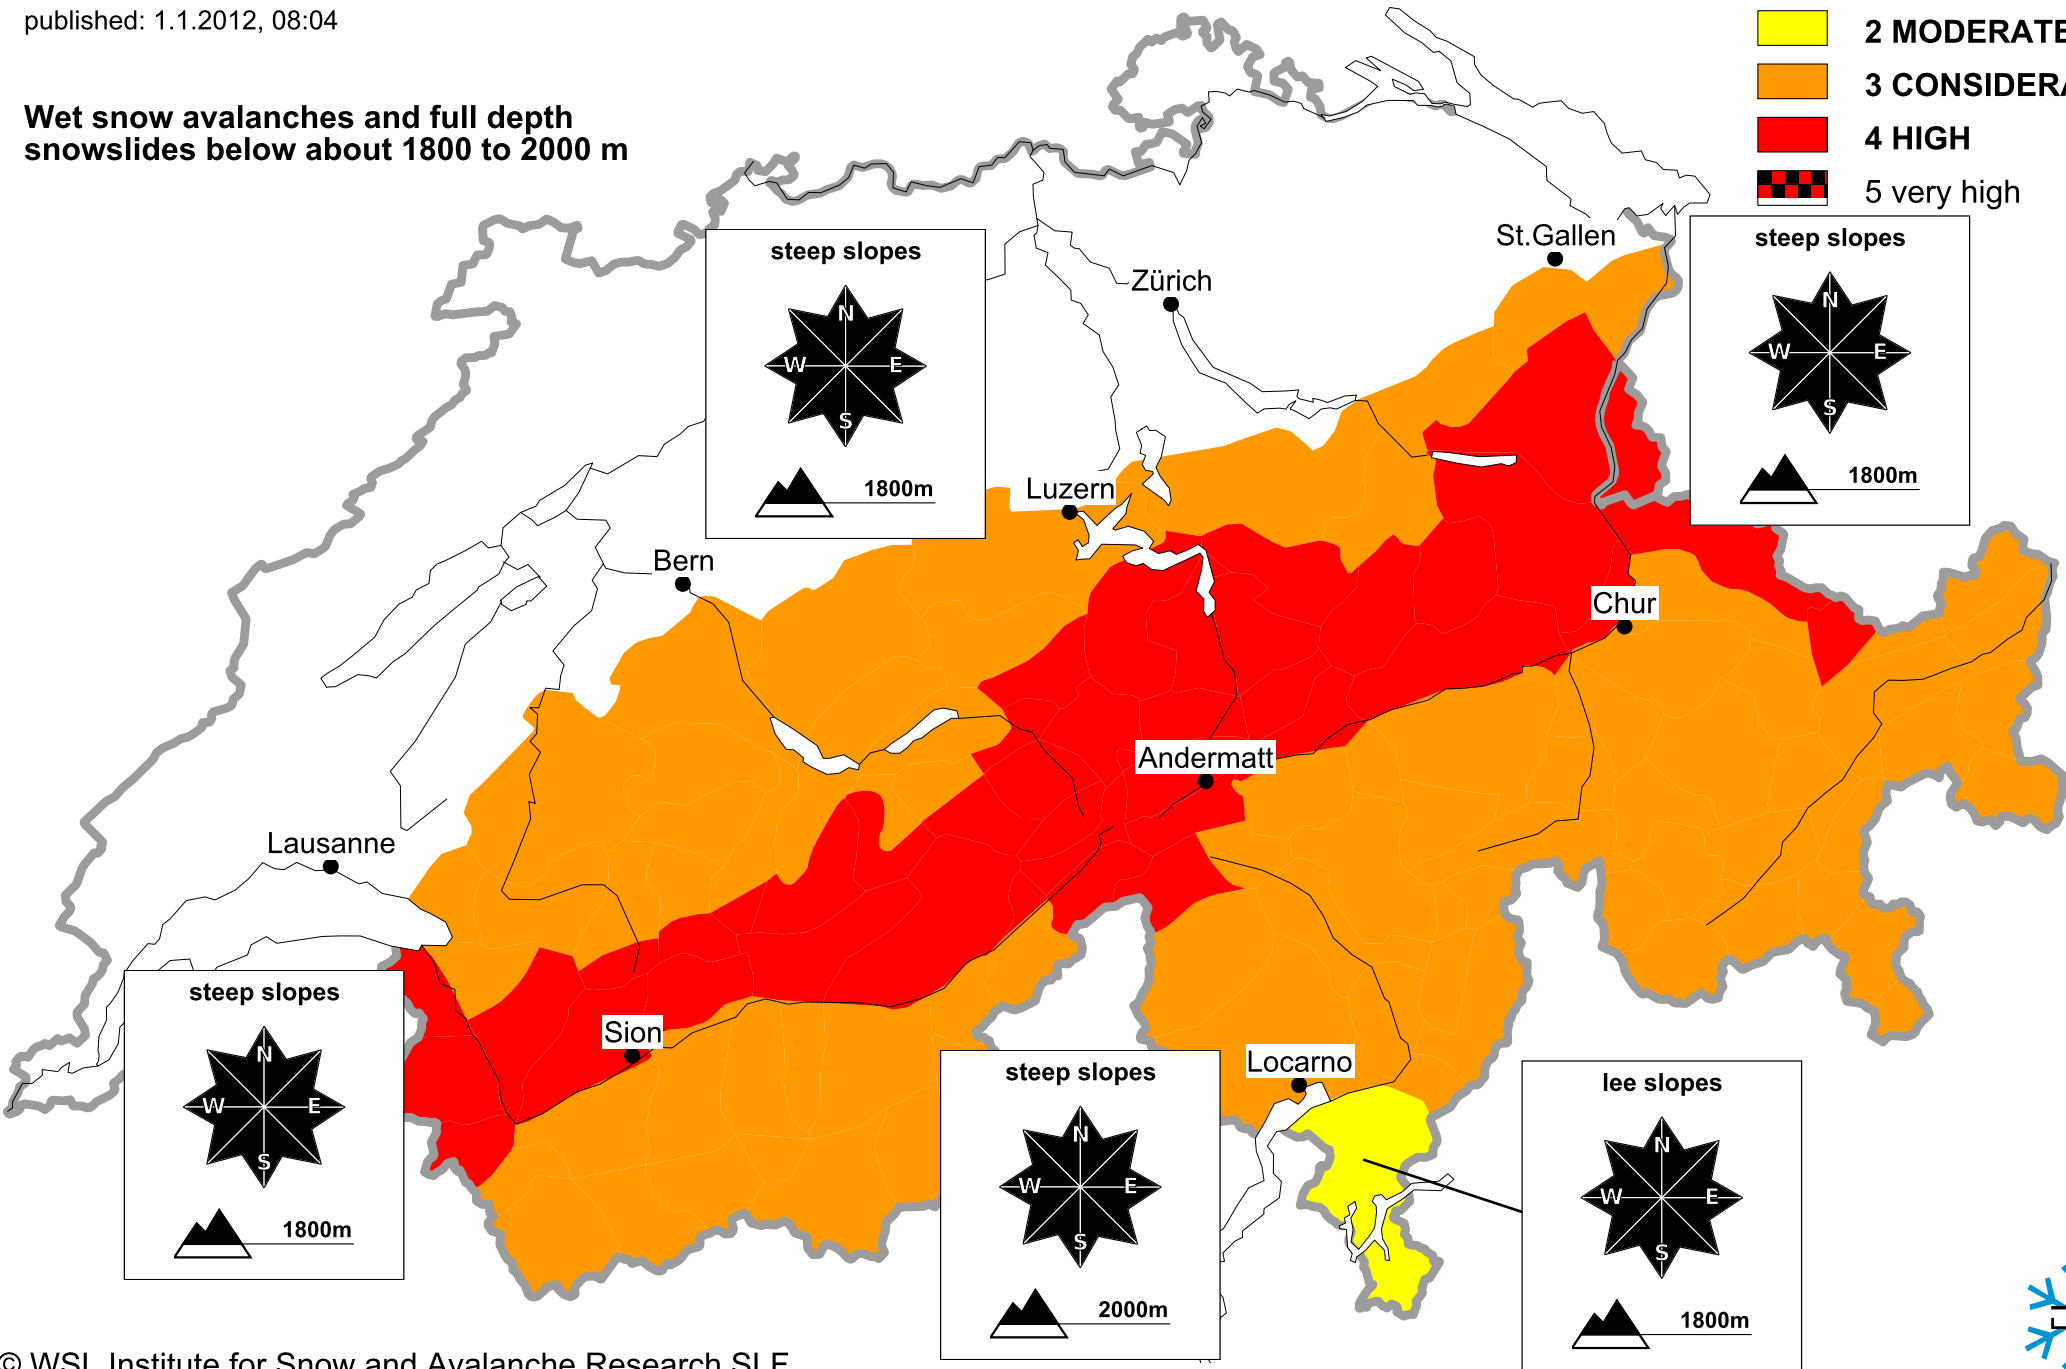 published: 1.1.2012, 08:04
2 MODERATE
3 CONSIDERA
4 HIGH
5 very high
Wet snow avalanches and full depth
snowslides below about 1800 to 2000 m
steep slopes
N
W E
S
1800m
steep slopes
N
W E
S
1800m
St.Gallen
Zürich
Luzern
Bern
Chur
Andermatt
Lausanne
Sion
Locarno
steep slopes
N
W E
S
1800m
steep slopes
N
W E
S
2000m
lee slopes
N
W E
S
1800m
© WSL Institute for Snow and Avalanche Research SLF